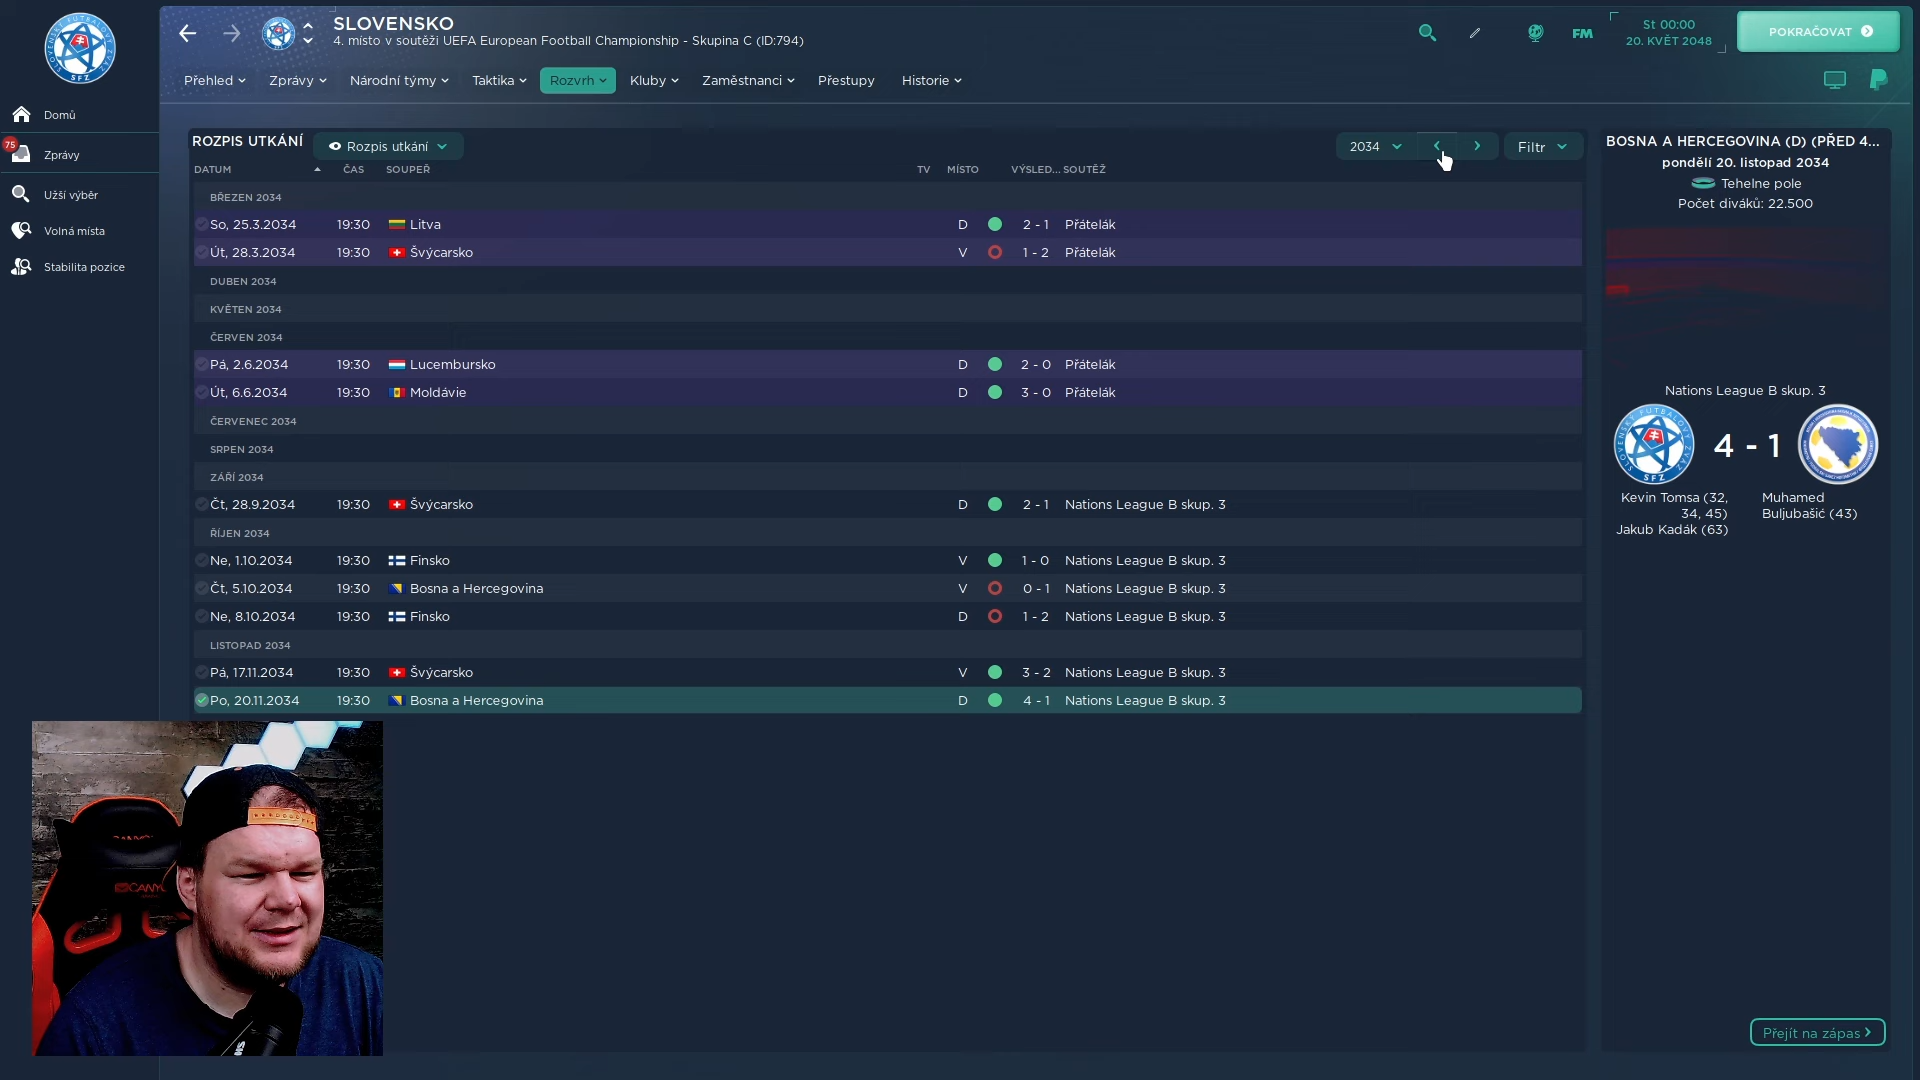 SLOVENSKO
4. místo v soutěži UEFA European Football Championship - Skupina C (ID:794)
FM
St 00:00
20. KVĚT 2048
POKRAČOVAT
Přehled
Zprávy
Národní týmy
Taktika
Rozvrh
Kluby
Zaměstnanci
Přestupy
Historie
SLOVENSKÝ FUTBALOVÝ ZVÄZ
SFZ
Domů
75
Zprávy
Užší výběr
Volná místa
Stabilita pozice
ROZPIS UTKÁNÍ
Rozpis utkání
2034
Filtr
DATUM ČAS SOUPEŘ TV MÍSTO VÝSLED... SOUTĚŽ
BŘEZEN 2034
So, 25.3.2034 19:30 Litva D 2 - 1 Přátelák
Út, 28.3.2034 19:30 Švýcarsko V 1 - 2 Přátelák
DUBEN 2034
KVĚTEN 2034
ČERVEN 2034
Pá, 2.6.2034 19:30 Lucembursko D 2 - 0 Přátelák
Út, 6.6.2034 19:30 Moldávie D 3 - 0 Přátelák
ČERVENEC 2034
SRPEN 2034
ZÁŘÍ 2034
Čt, 28.9.2034 19:30 Švýcarsko D 2 - 1 Nations League B skup. 3
ŘÍJEN 2034
Ne, 1.10.2034 19:30 Finsko V 1 - 0 Nations League B skup. 3
Čt, 5.10.2034 19:30 Bosna a Hercegovina V 0 - 1 Nations League B skup. 3
Ne, 8.10.2034 19:30 Finsko D 1 - 2 Nations League B skup. 3
LISTOPAD 2034
Pá, 17.11.2034 19:30 Švýcarsko V 3 - 2 Nations League B skup. 3
Po, 20.11.2034 19:30 Bosna a Hercegovina D 4 - 1 Nations League B skup. 3
BOSNA A HERCEGOVINA (D) (PŘED 4...
pondělí 20. listopad 2034
Tehelne pole
Počet diváků: 22.500
Nations League B skup. 3
SLOVENSKÝ FUTBALOVÝ ZVÄZ
SFZ
4 - 1
Kevin Tomsa (32,
34, 45)
Jakub Kadák (63)
Muhamed
Buljubašić (43)
Přejít na zápas
CANYON